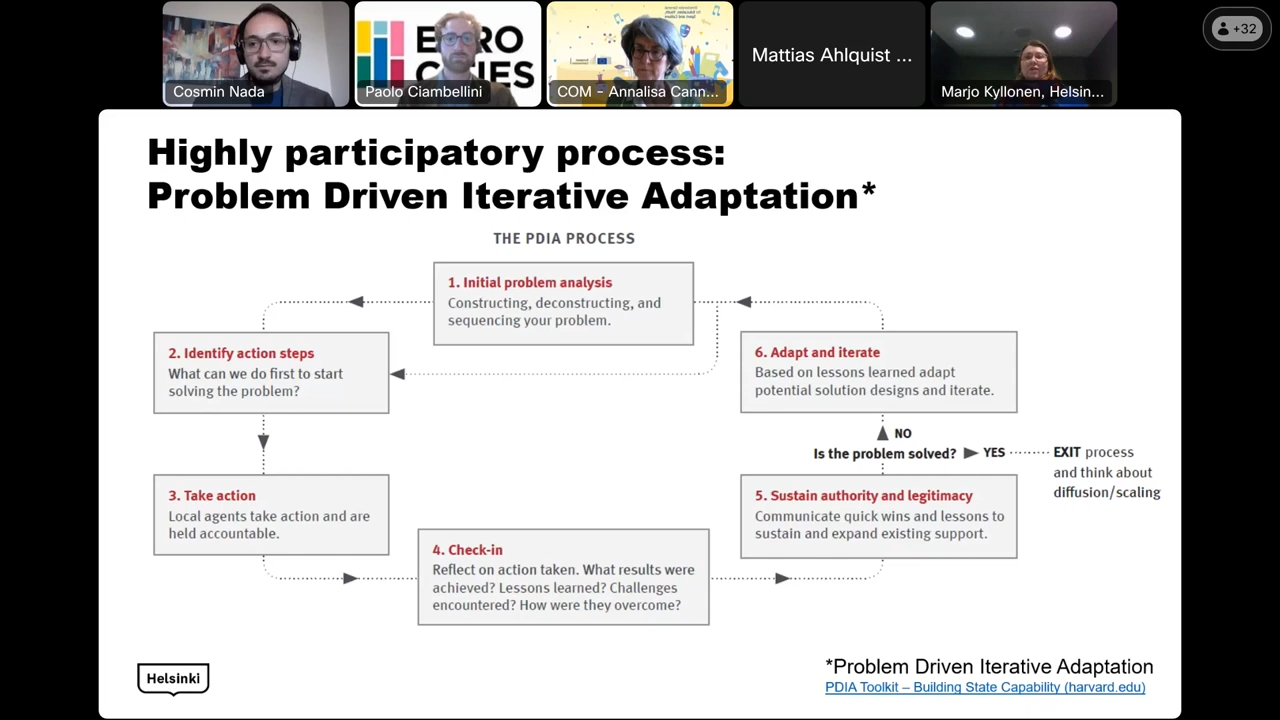 +32
Cosmin Nada
Paolo Ciambellini
COM - Annalisa Cann...
Mattias Ahlquist ...
Marjo Kyllonen, Helsin...
Highly participatory process:
Problem Driven Iterative Adaptation*
THE PDIA PROCESS
1. Initial problem analysis
Constructing, deconstructing, and
sequencing your problem.
2. Identify action steps
What can we do first to start
solving the problem?
3. Take action
Local agents take action and are
held accountable.
4. Check-in
Reflect on action taken. What results were
achieved? Lessons learned? Challenges
encountered? How were they overcome?
5. Sustain authority and legitimacy
Communicate quick wins and lessons to
sustain and expand existing support.
Is the problem solved? YES
EXIT process
and think about
diffusion/scaling
NO
6. Adapt and iterate
Based on lessons learned adapt
potential solution designs and iterate.
Helsinki
*Problem Driven Iterative Adaptation
PDIA Toolkit – Building State Capability (harvard.edu)